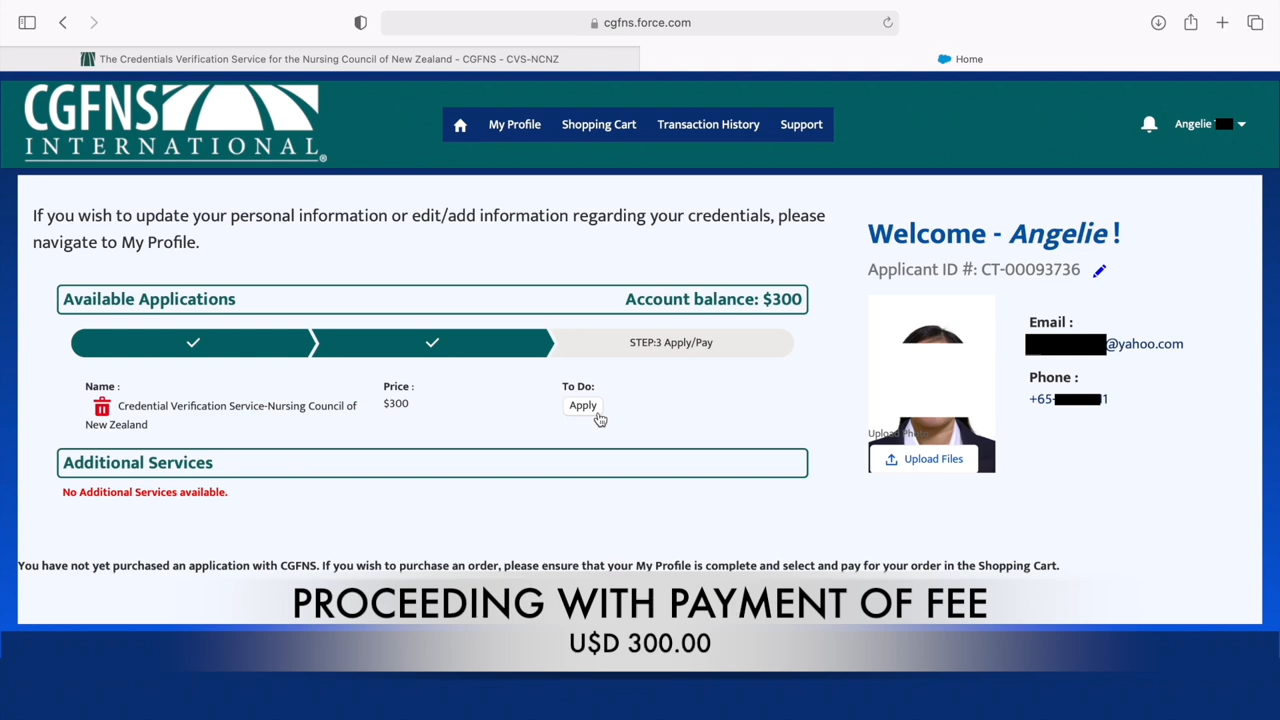 cgfns.force.com
The Credentials Verification Service for the Nursing Council of New Zealand - CGFNS - CVS-NCNZ
Home
CGFNS
INTERNATIONAL®
My Profile
Shopping Cart
Transaction History
Support
Angelie
If you wish to update your personal information or edit/add information regarding your credentials, please
navigate to My Profile.
Welcome - Angelie !
Applicant ID #: CT-00093736
Available Applications
Account balance: $300
STEP:3 Apply/Pay
Name :
Price :
To Do:
Credential Verification Service-Nursing Council of
New Zealand
$300
Apply
Email :
@yahoo.com
Phone :
+65-
1
Upload Photo
Upload Files
Additional Services
No Additional Services available.
You have not yet purchased an application with CGFNS. If you wish to purchase an order, please ensure that your My Profile is complete and select and pay for your order in the Shopping Cart.
PROCEEDING WITH PAYMENT OF FEE
U$D 300.00